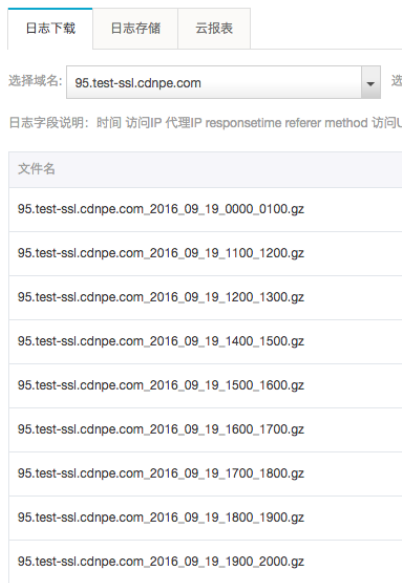 日志下载 日志存储 云报表
选择域名: 95.test-ssl.cdnpe.com 选
日志字段说明：时间 访问IP 代理IP responsetime referer method 访问U
文件名
95.test-ssl.cdnpe.com_2016_09_19_0000_0100.gz
95.test-ssl.cdnpe.com_2016_09_19_1100_1200.gz
95.test-ssl.cdnpe.com_2016_09_19_1200_1300.gz
95.test-ssl.cdnpe.com_2016_09_19_1400_1500.gz
95.test-ssl.cdnpe.com_2016_09_19_1500_1600.gz
95.test-ssl.cdnpe.com_2016_09_19_1600_1700.gz
95.test-ssl.cdnpe.com_2016_09_19_1700_1800.gz
95.test-ssl.cdnpe.com_2016_09_19_1800_1900.gz
95.test-ssl.cdnpe.com_2016_09_19_1900_2000.gz